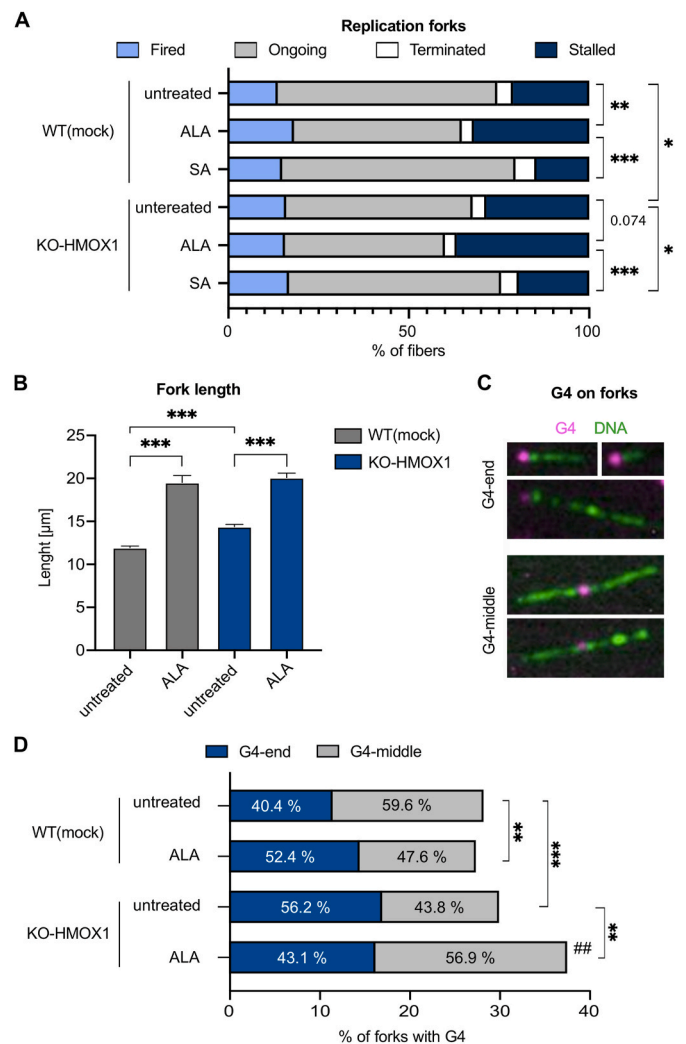 A
Replication forks
Fired Ongoing Terminated Stalled
WT(mock)
untreated
ALA
SA
**
***
*
KO-HMOX1
untereated
ALA
SA
0.074
***
*
0 50 100
% of fibers
B
Fork length
***
***
***
WT(mock)
KO-HMOX1
Lenght [µm]
25
20
15
10
5
0
untreated
ALA
untreated
ALA
C
G4 on forks
G4 DNA
G4-end
G4-middle
D
G4-end G4-middle
WT(mock)
untreated 40.4 % 59.6 %
ALA 52.4 % 47.6 %
**
***
KO-HMOX1
untreated 56.2 % 43.8 %
ALA 43.1 % 56.9 % ##
**
0 10 20 30 40
% of forks with G4